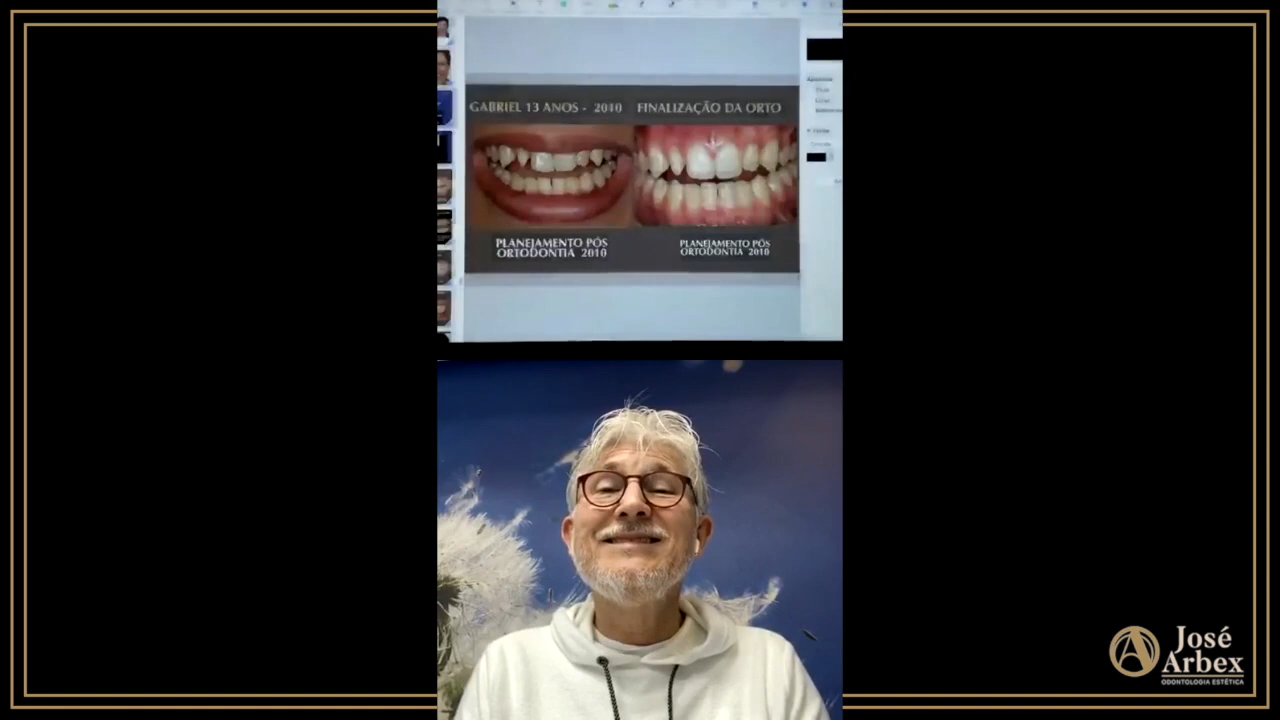 GABRIEL 13 ANOS - 2010
FINALIZAÇÃO DA ORTO
PLANEJAMENTO PÓS
ORTODONTIA 2010
PLANEJAMENTO PÓS
ORTODONTIA 2010
José
Arbex
ODONTOLOGIA ESTÉTICA